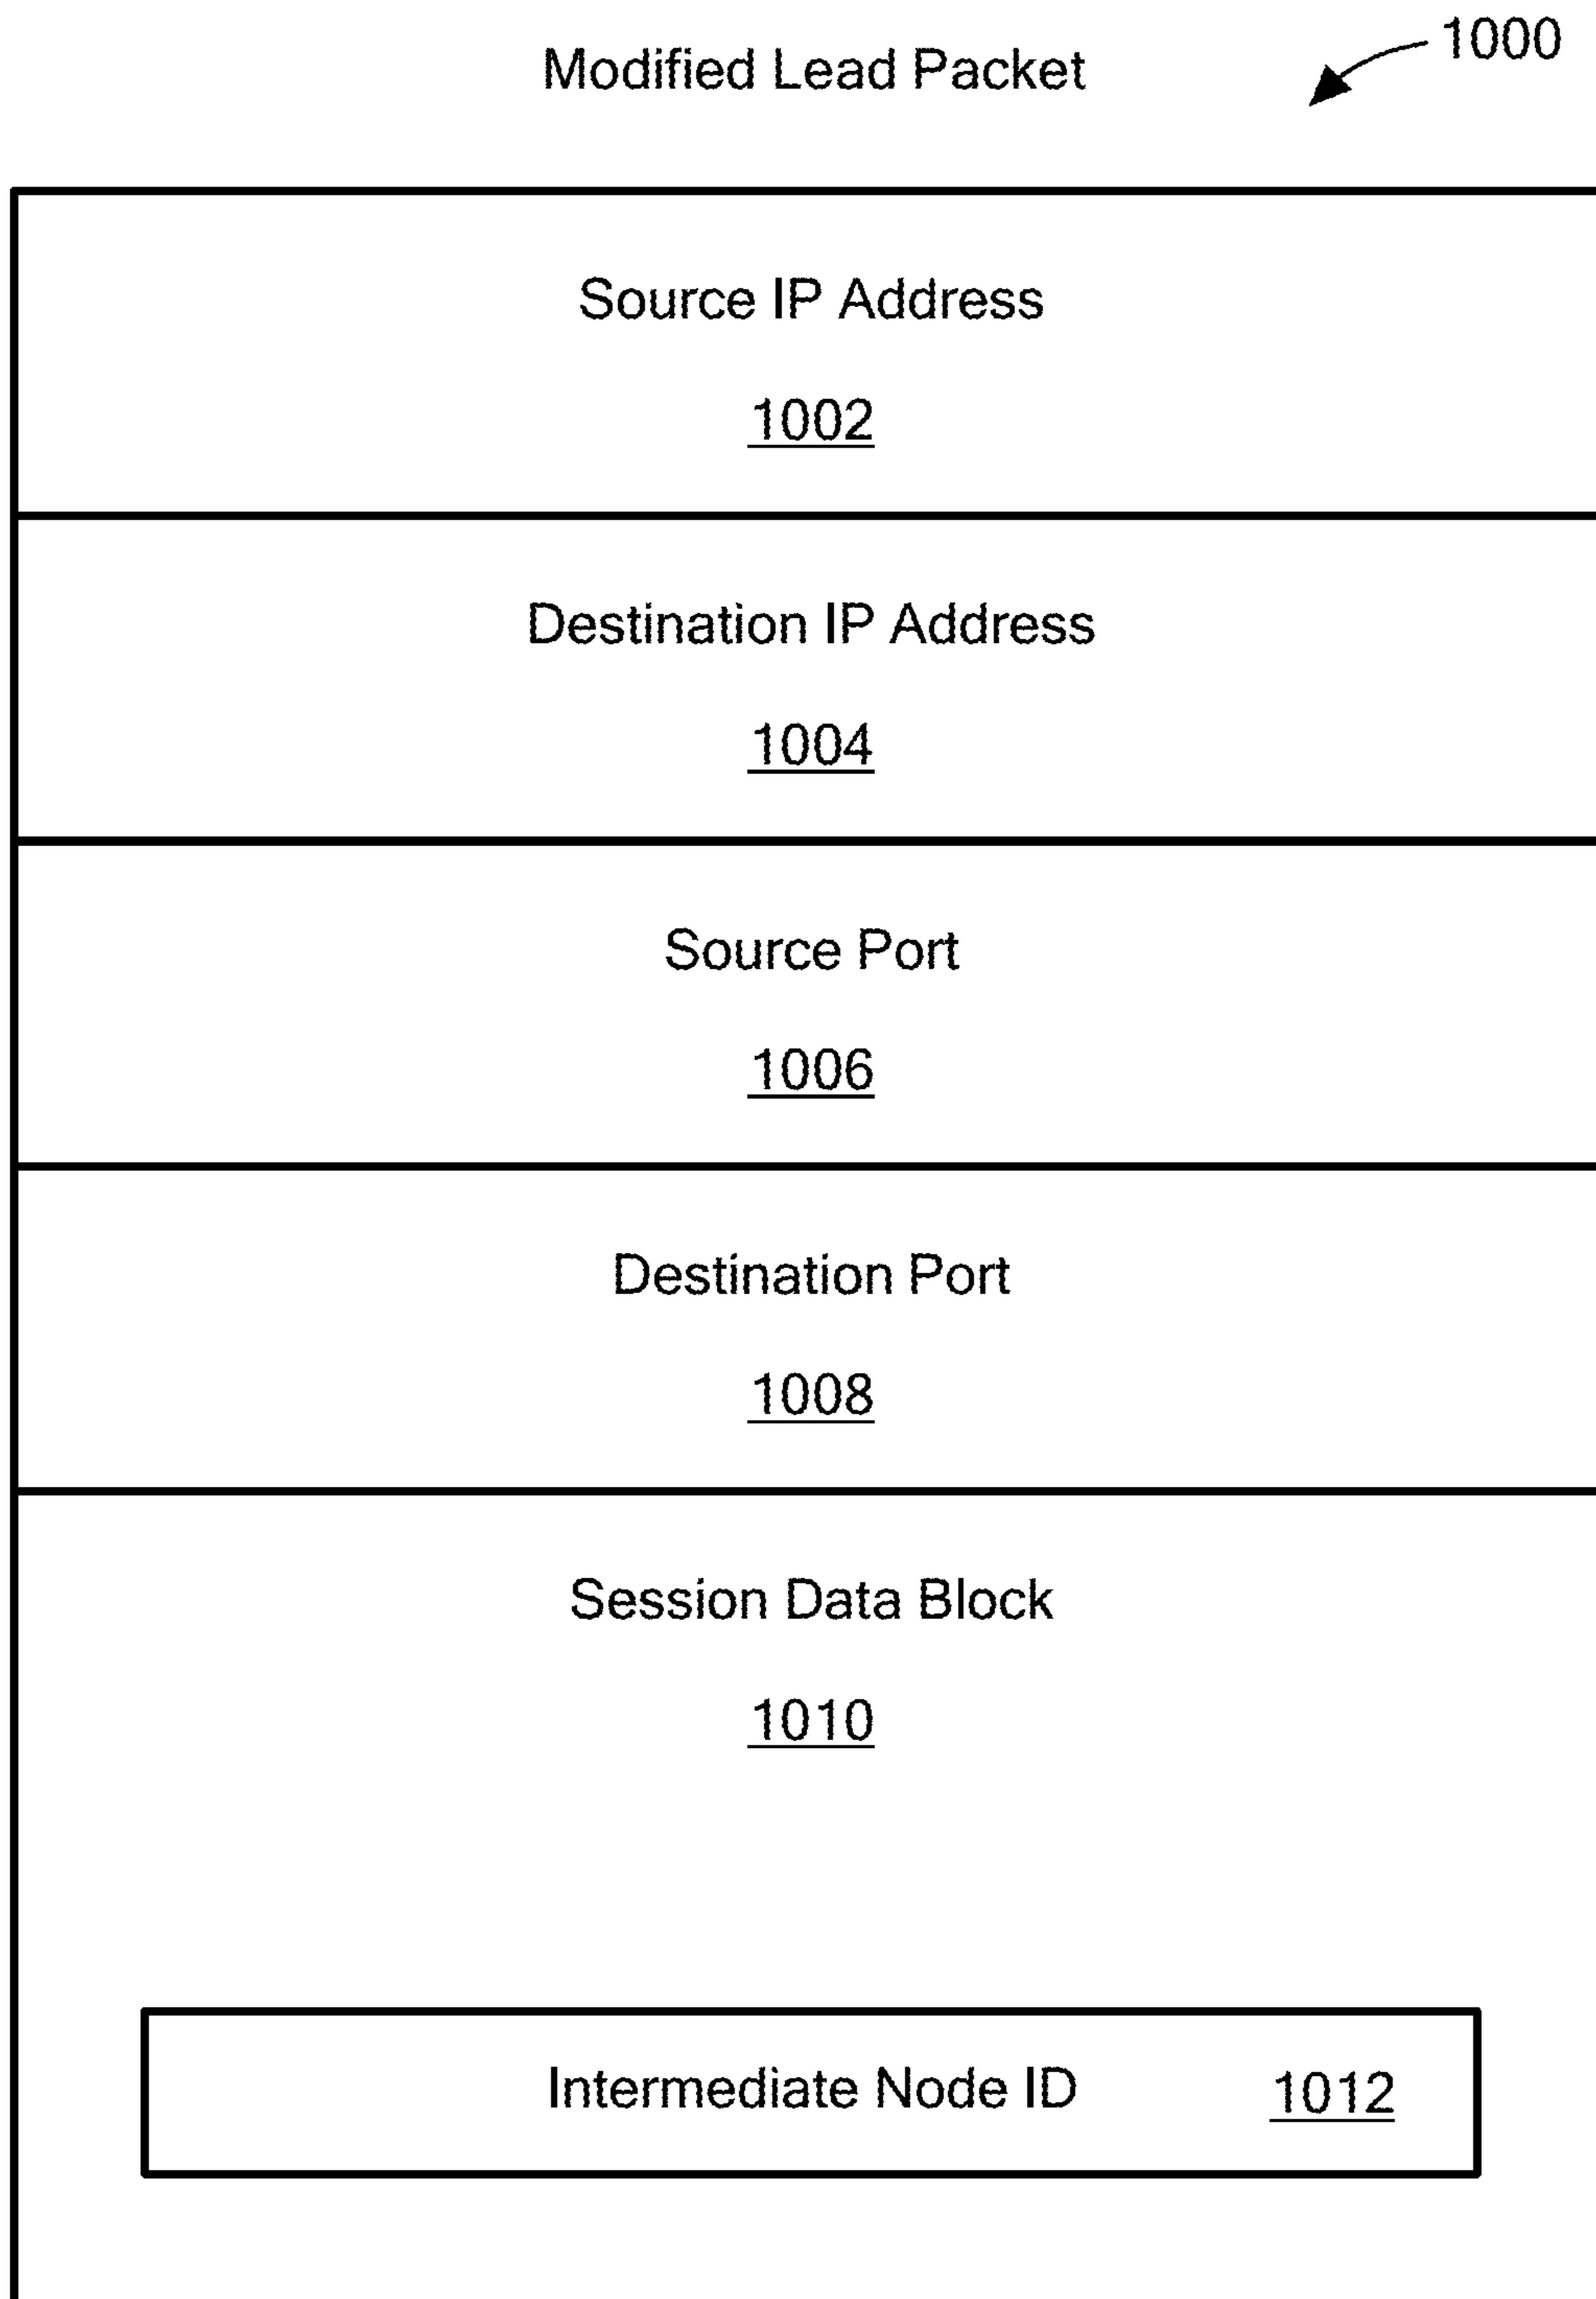 Modified Lead Packet
1000
Source IP Address
1002
Destination IP Address
1004
Source Port
1006
Destination Port
1008
Session Data Block
1010
Intermediate Node ID 1012